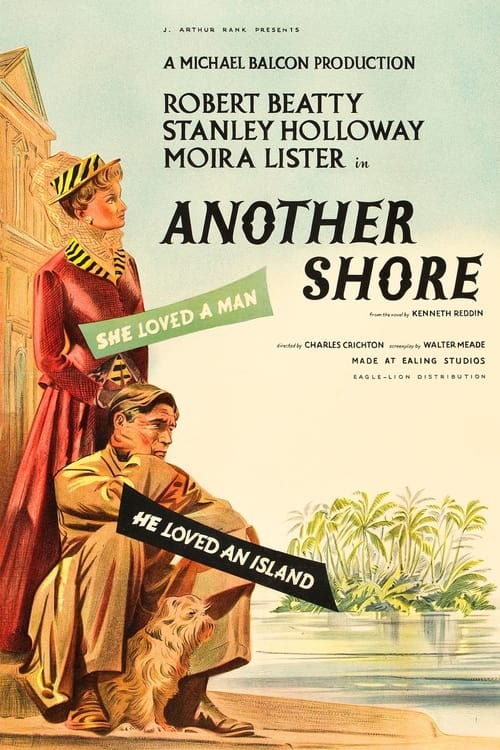 J. ARTHUR RANK PRESENTS
A MICHAEL BALCON PRODUCTION
ROBERT BEATTY
STANLEY HOLLOWAY
MOIRA LISTER in
ANOTHER
SHORE
from the novel by KENNETH REDDIN
SHE LOVED A MAN
directed by CHARLES CRICHTON screenplay by WALTER MEADE
MADE AT EALING STUDIOS
EAGLE-LION DISTRIBUTION
HE LOVED AN ISLAND